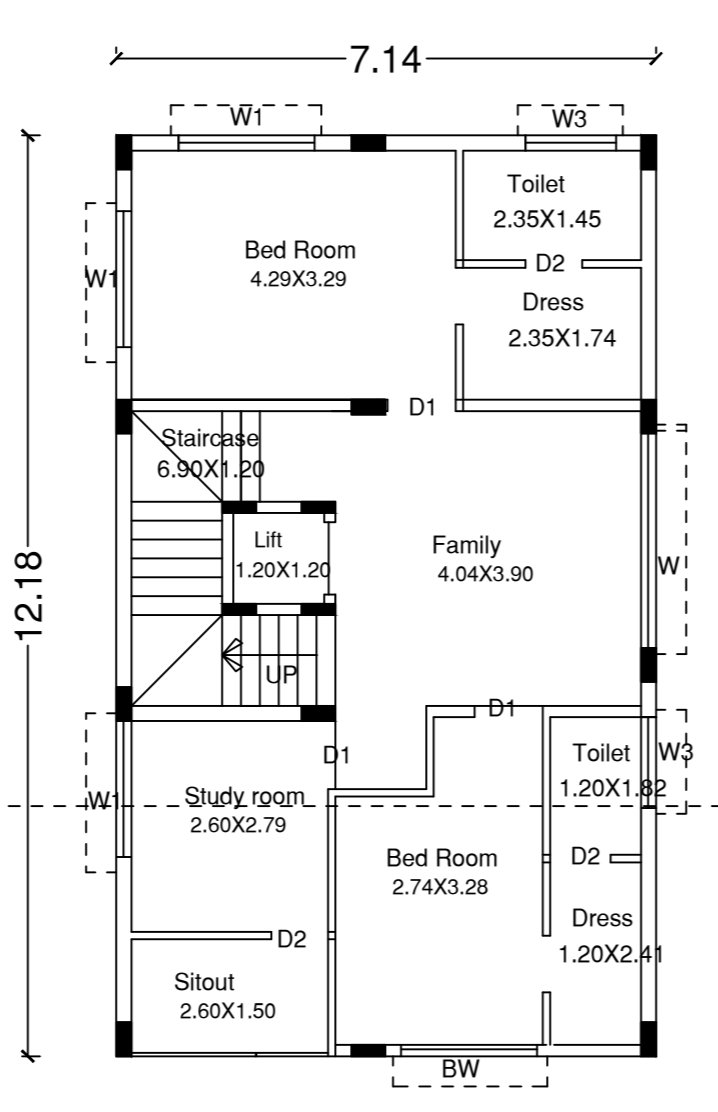 7.14
W1
W3
Toilet
2.35X1.45
Bed Room
4.29X3.29
W1
D2
Dress
2.35X1.74
D1
Staircase
6.90X1.20
Lift
1.20X1.20
Family
4.04X3.90
W
12.18
UP
D1
D1
Toilet
1.20X1.82
W3
W1
Study room
2.60X2.79
Bed Room
2.74X3.28
D2
Dress
1.20X2.41
D2
Sitout
2.60X1.50
BW